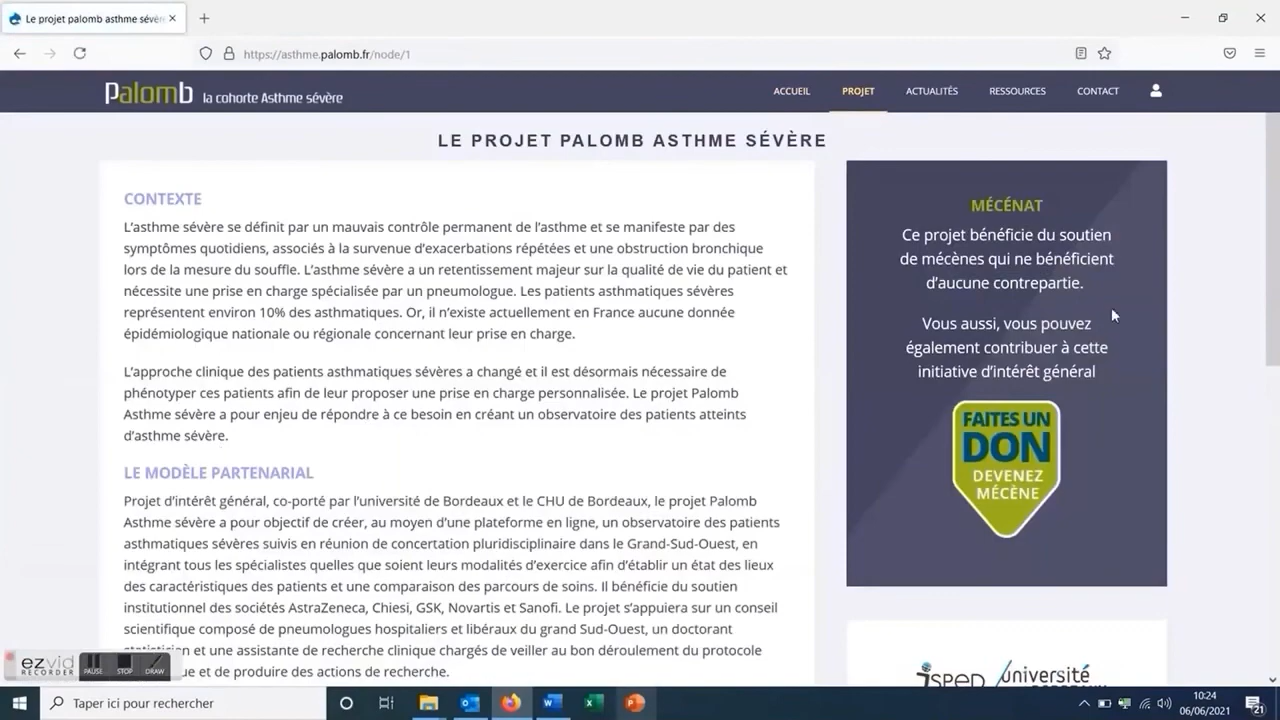 Le projet palomb asthme sévèr
https://asthme.palomb.fr/node/1
Palomb la cohorte Asthme sévère
ACCUEIL PROJET ACTUALITÉS RESSOURCES CONTACT
LE PROJET PALOMB ASTHME SÉVÈRE
CONTEXTE
L'asthme sévère se définit par un mauvais contrôle permanent de l'asthme et se manifeste par des
symptômes quotidiens, associés à la survenue d'exacerbations répétées et une obstruction bronchique
lors de la mesure du souffle. L'asthme sévère a un retentissement majeur sur la qualité de vie du patient et
nécessite une prise en charge spécialisée par un pneumologue. Les patients asthmatiques sévères
représentent environ 10% des asthmatiques. Or, il n'existe actuellement en France aucune donnée
épidémiologique nationale ou régionale concernant leur prise en charge.
L'approche clinique des patients asthmatiques sévères a changé et il est désormais nécessaire de
phénotyper ces patients afin de leur proposer une prise en charge personnalisée. Le projet Palomb
Asthme sévère a pour enjeu de répondre à ce besoin en créant un observatoire des patients atteints
d'asthme sévère.
LE MODÈLE PARTENARIAL
Projet d'intérêt général, co-porté par l'université de Bordeaux et le CHU de Bordeaux, le projet Palomb
Asthme sévère a pour objectif de créer, au moyen d'une plateforme en ligne, un observatoire des patients
asthmatiques sévères suivis en réunion de concertation pluridisciplinaire dans le Grand-Sud-Ouest, en
intégrant tous les spécialistes quelles que soient leurs modalités d'exercice afin d'établir un état des lieux
des caractéristiques des patients et une comparaison des parcours de soins. Il bénéficie du soutien
institutionnel des sociétés AstraZeneca, Chiesi, GSK, Novartis et Sanofi. Le projet s'appuiera sur un conseil
scientifique composé de pneumologues hospitaliers et libéraux du grand Sud-Ouest, un doctorant
statisticien et une assistante de recherche clinique chargés de veiller au bon déroulement du protocole
ue et de produire des actions de recherche.
MÉCÉNAT
Ce projet bénéficie du soutien
de mécènes qui ne bénéficient
d'aucune contrepartie.
Vous aussi, vous pouvez
également contribuer à cette
initiative d'intérêt général
FAITES UN
DON
DEVENEZ
MÉCÈNE
isped université
ezvid
RECORDER
PAUSE STOP DRAW
Taper ici pour rechercher
10:24
06/06/2021
21